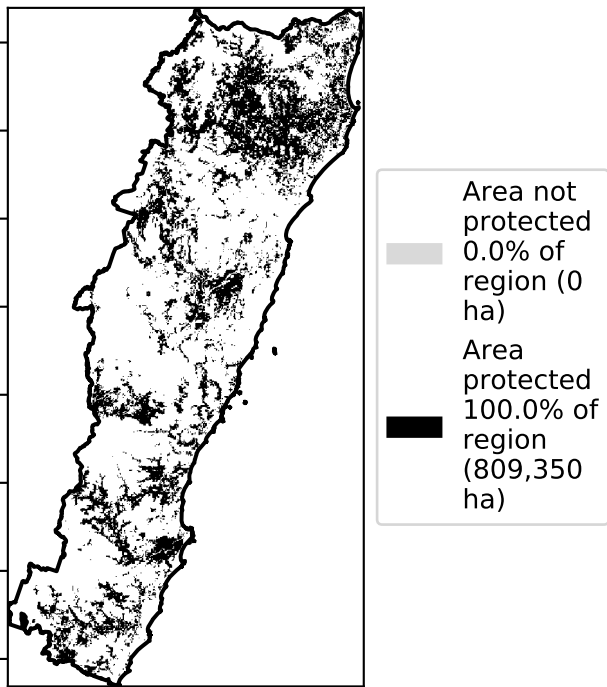 Area not
protected
0.0% of
region (0
ha)
Area
protected
100.0% of
region
(809,350
ha)